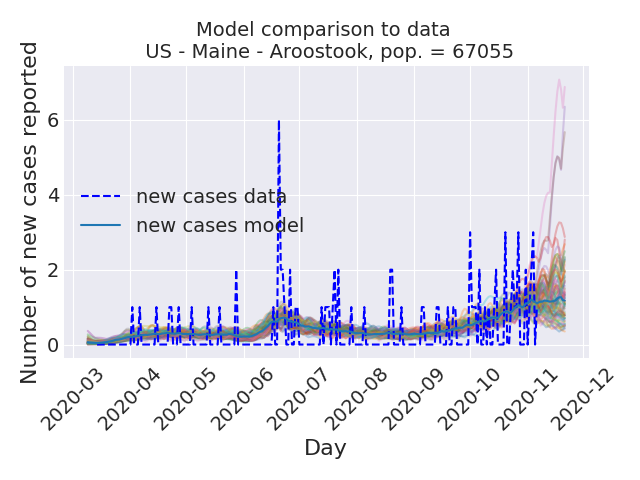 Model comparison to data
US - Maine - Aroostook, pop. = 67055
Number of new cases reported
6
4
2
0
new cases data
new cases model
2020-03
2020-04
2020-05
2020-06
2020-07
2020-08
2020-09
2020-10
2020-11
2020-12
Day